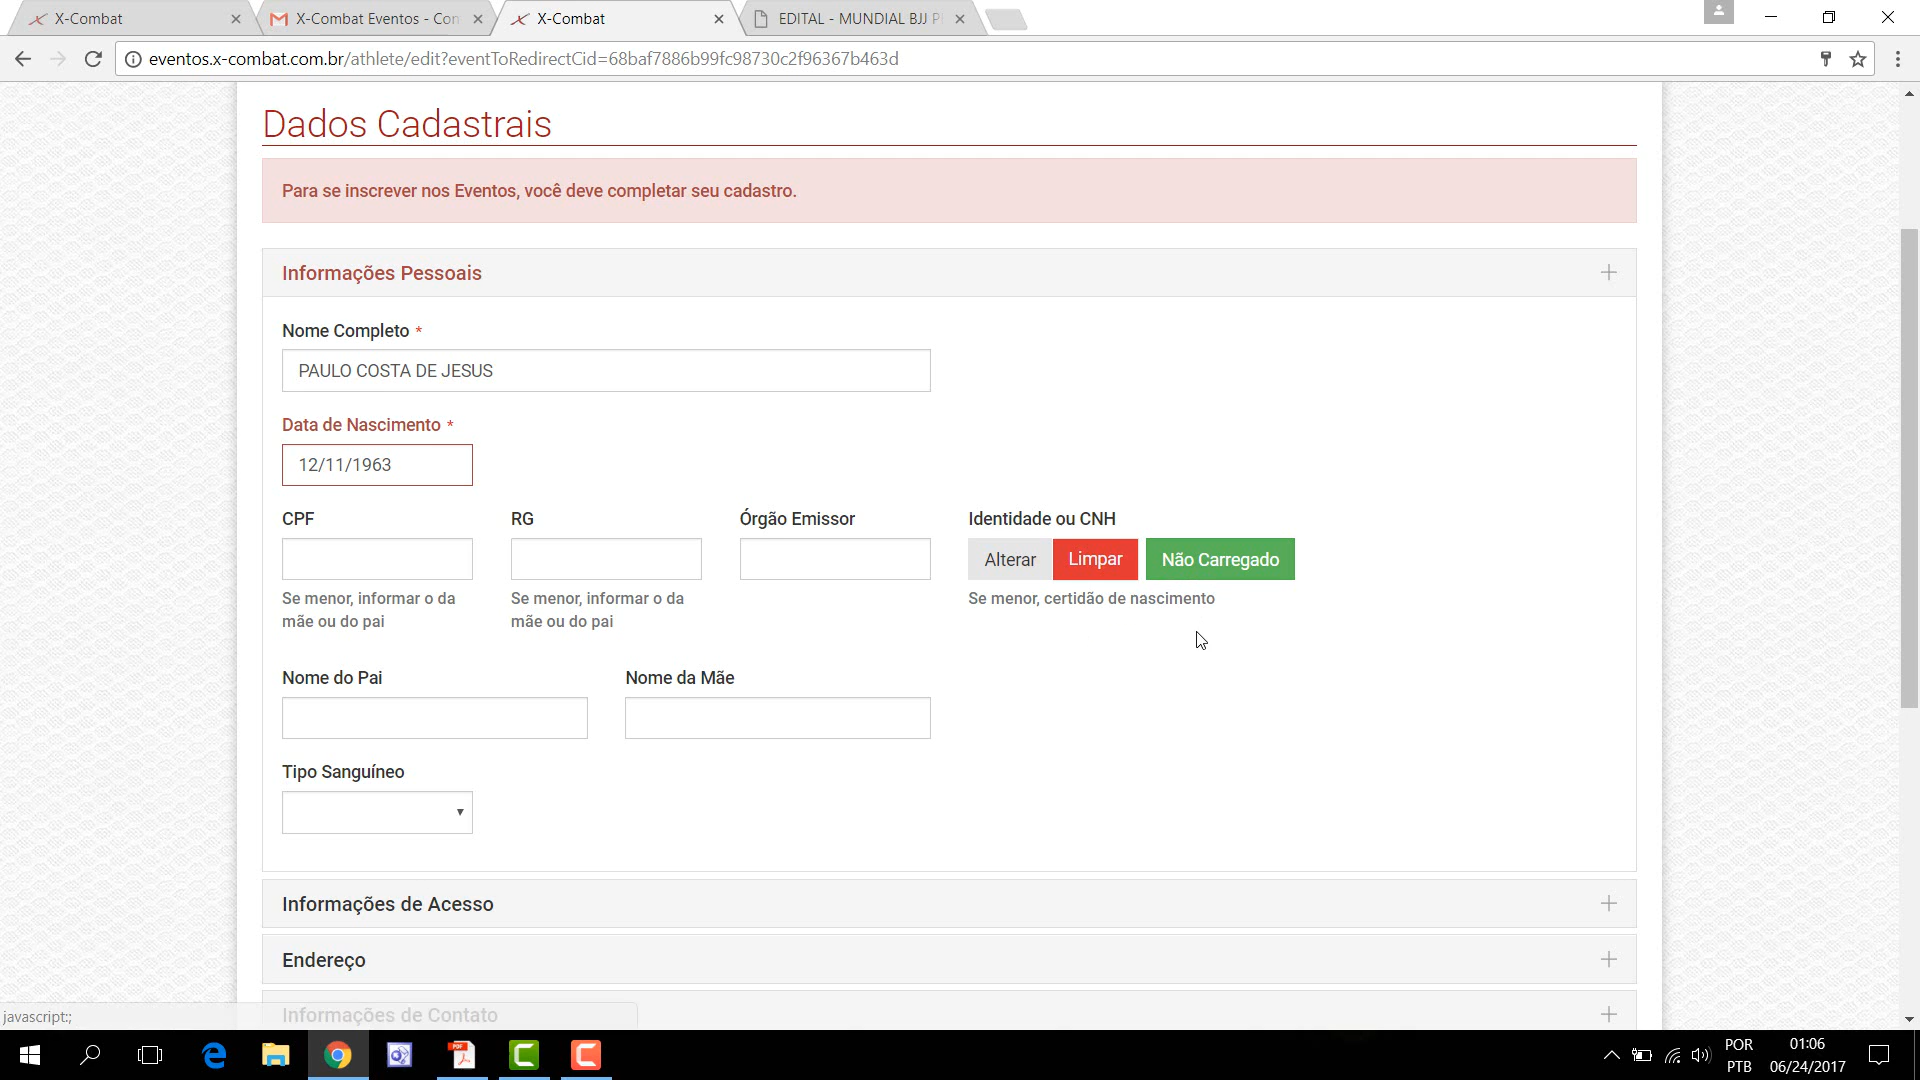 X-Combat
X-Combat Eventos - Con
X-Combat
EDITAL - MUNDIAL BJJ P
eventos.x-combat.com.br/athlete/edit?eventToRedirectCid=68baf7886b99fc98730c2f96367b463d
Dados Cadastrais
Para se inscrever nos Eventos, você deve completar seu cadastro.
Informações Pessoais
Nome Completo *
PAULO COSTA DE JESUS
Data de Nascimento *
12/11/1963
CPF
RG
Órgão Emissor
Identidade ou CNH
Alterar
Limpar
Não Carregado
Se menor, informar o da
mãe ou do pai
Se menor, informar o da
mãe ou do pai
Se menor, certidão de nascimento
Nome do Pai
Nome da Mãe
Tipo Sanguíneo
Informações de Acesso
Endereço
Informações de Contato
javascript:;
POR
PTB
01:06
06/24/2017